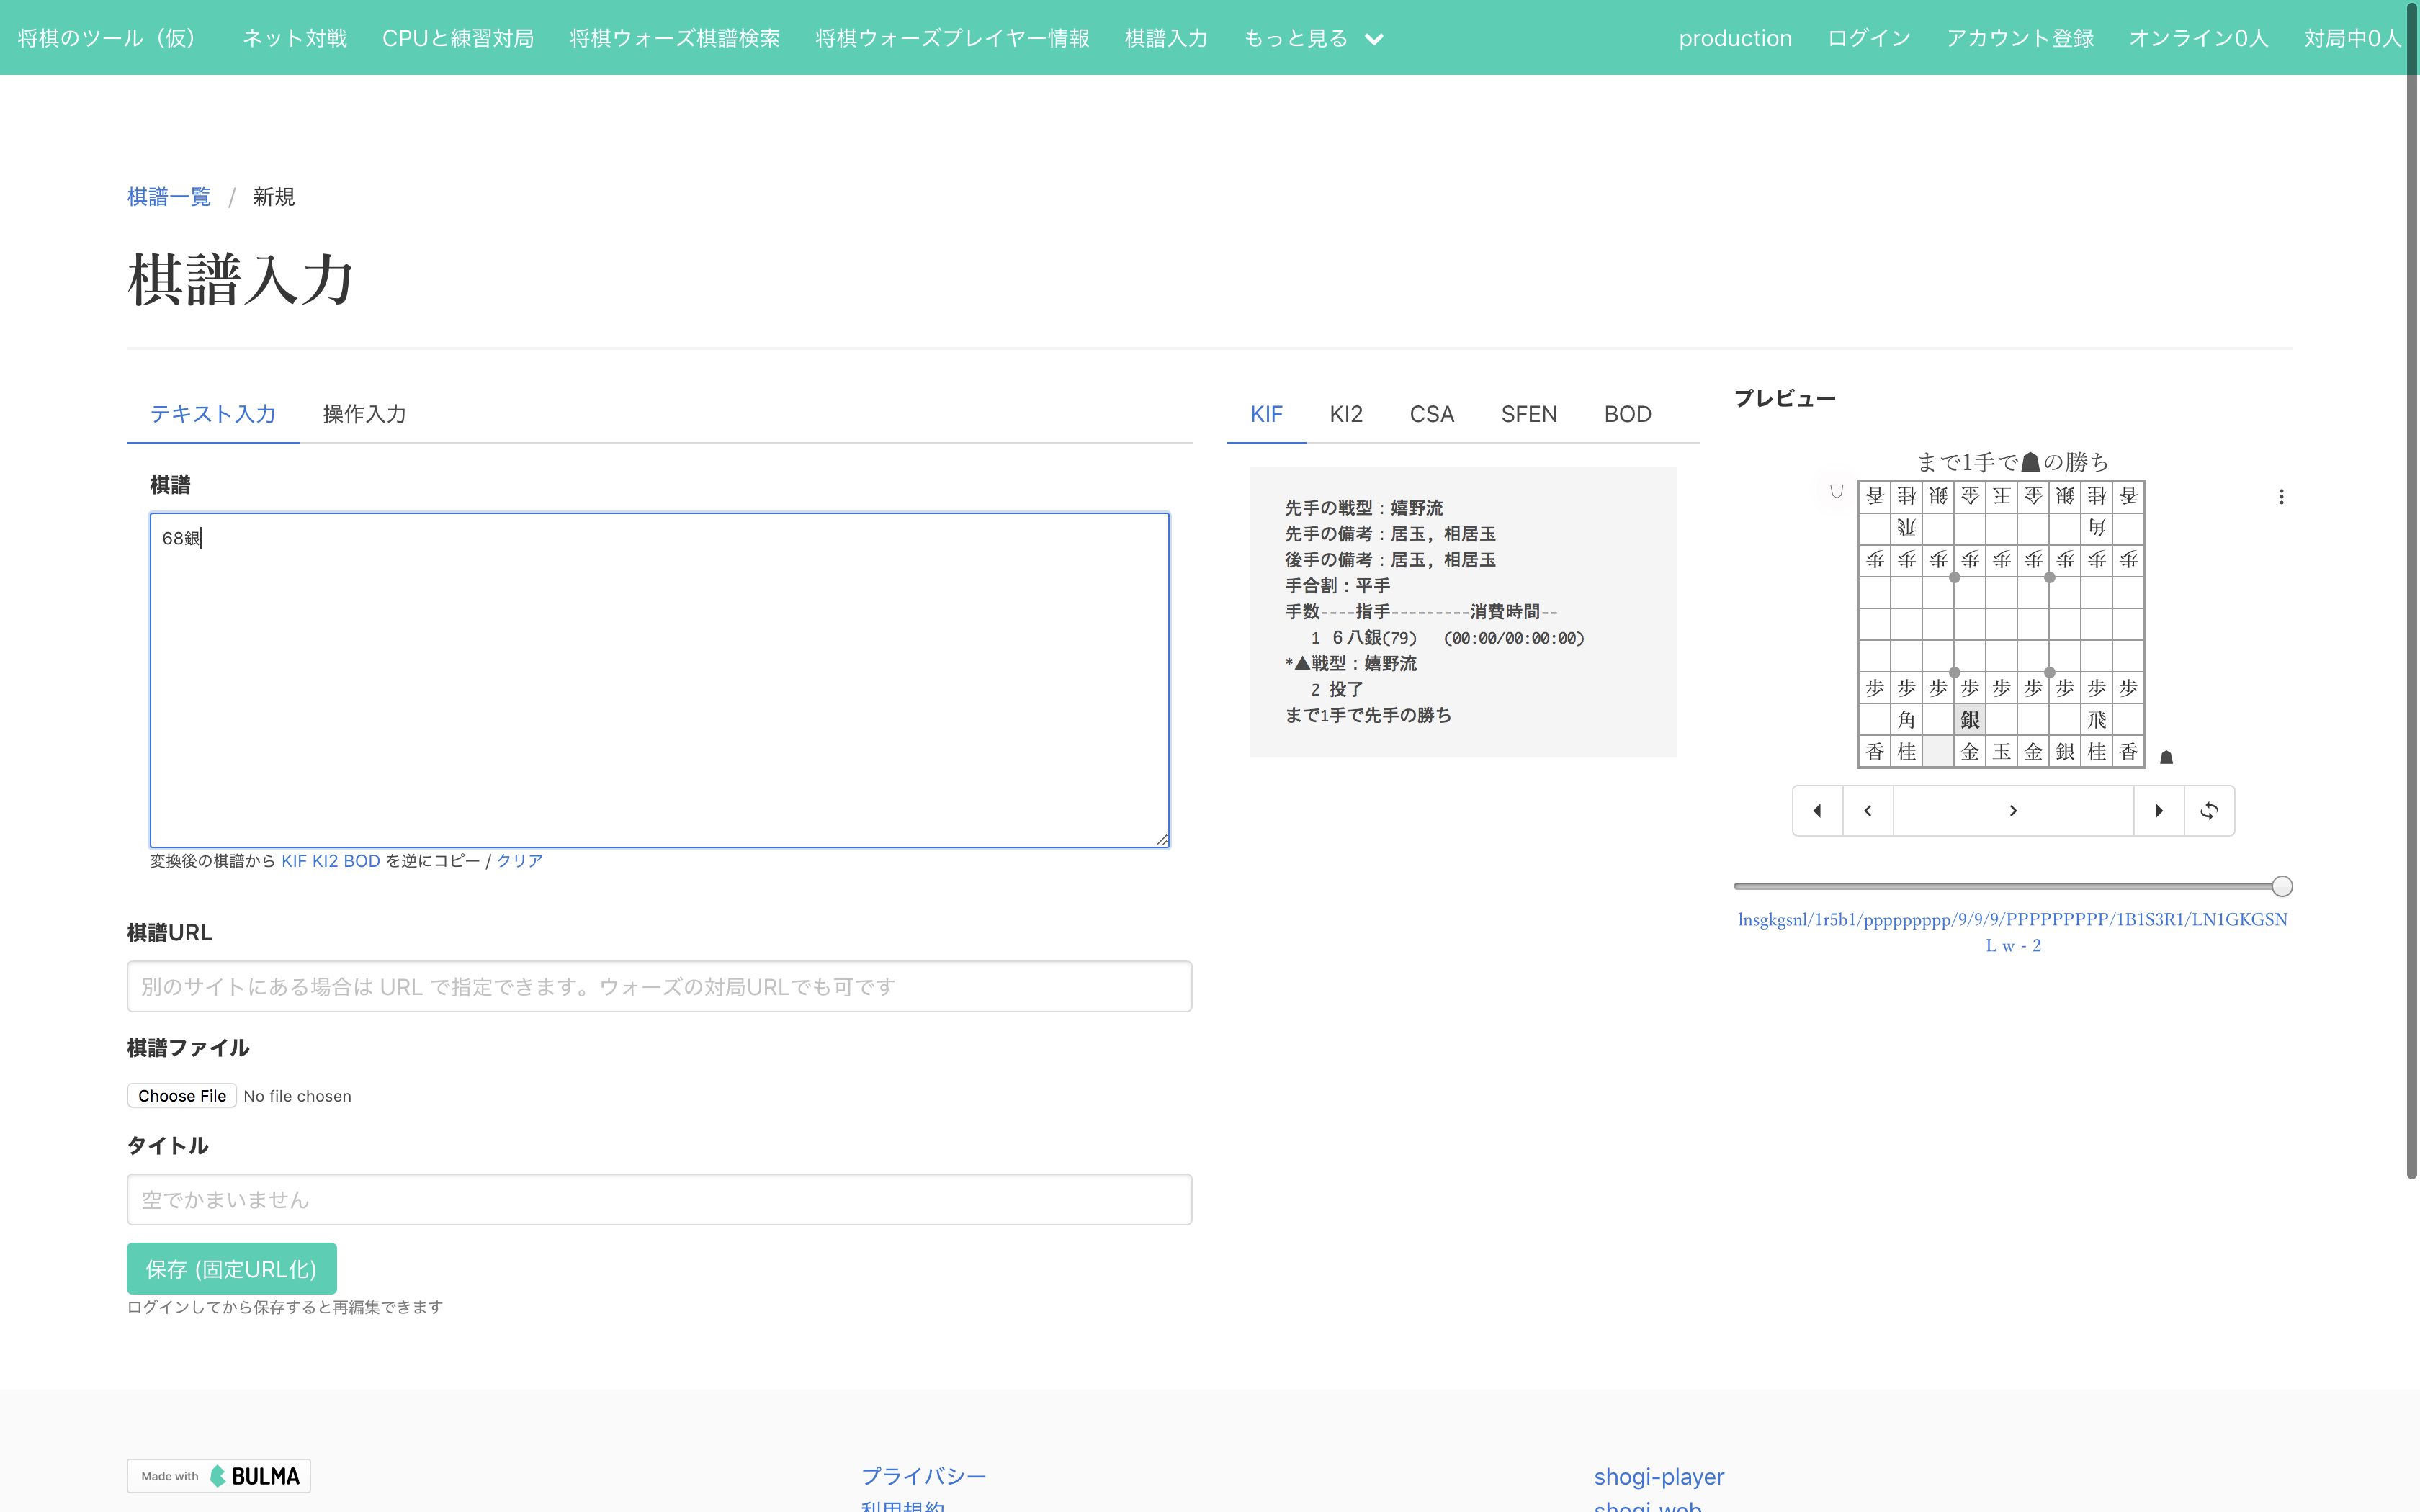 将棋のツール（仮） ネット対戦 CPUと練習対局 将棋ウォーズ棋譜検索 将棋ウォーズプレイヤー情報 棋譜入力 もっと見る production ログイン アカウント登録 オンライン0人 対局中0人
棋譜一覧 / 新規
棋譜入力
テキスト入力 操作入力
棋譜
68銀
変換後の棋譜から KIF KI2 BOD を逆にコピー / クリア
棋譜URL
別のサイトにある場合は URL で指定できます。ウォーズの対局URLでも可です
棋譜ファイル
Choose File No file chosen
タイトル
空でかまいません
保存 (固定URL化)
ログインしてから保存すると再編集できます
KIF KI2 CSA SFEN BOD
先手の戦型：嬉野流
先手の備考：居玉, 相居玉
後手の備考：居玉, 相居玉
手合割：平手
手数----指手---------消費時間--
1 ６八銀(79) (00:00/00:00:00)
*▲戦型：嬉野流
2 投了
まで1手で先手の勝ち
プレビュー
まで1手で☗の勝ち
香桂銀金玉金銀桂香
飛 角
歩歩歩歩歩歩歩歩歩
歩歩歩歩歩歩歩歩歩
角 銀 飛
香桂 金玉金銀桂香
lnsgkgsnl/1r5b1/ppppppppp/9/9/9/PPPPPPPPP/1B1S3R1/LN1GKGSN
L w - 2
Made with BULMA
プライバシー
利用規約
shogi-player
shogi-web